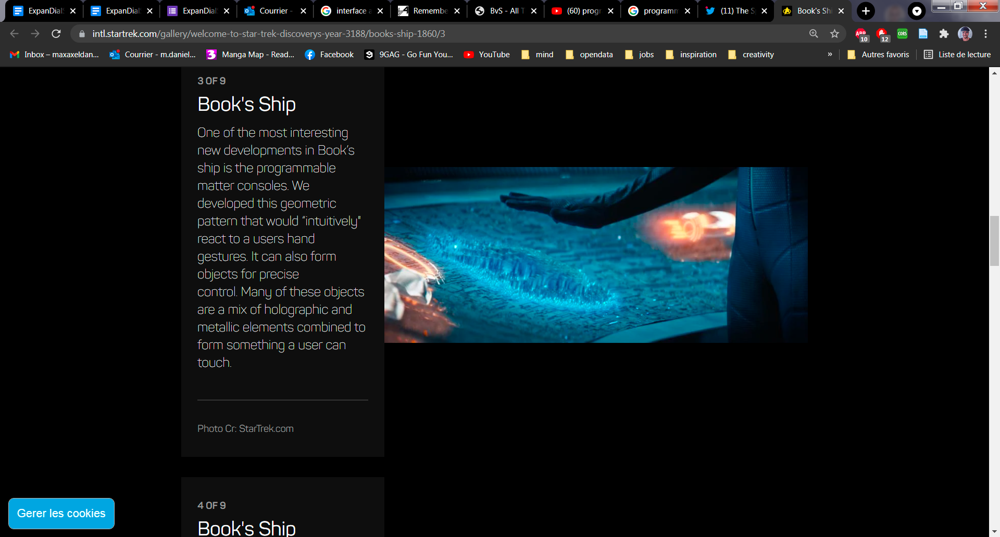 ExpanDial
ExpanDial
ExpanDial
Courrier -
interface a
Remembe
BvS - All T
(60) progr
programm
(11) The S
Book's Shi
intl.startrek.com/gallery/welcome-to-star-trek-discoverys-year-3188/books-ship-1860/3
ABP
10
12
CORS
Inbox – maxaxeldan...
Courrier - m.daniel...
Manga Map - Read...
Facebook
9GAG - Go Fun You...
YouTube
mind
opendata
jobs
inspiration
creativity
»
Autres favoris
Liste de lecture
3 OF 9
Book's Ship
One of the most interesting
new developments in Book’s
ship is the programmable
matter consoles. We
developed this geometric
pattern that would “intuitively"
react to a users hand
gestures. It can also form
objects for precise
control. Many of these objects
are a mix of holographic and
metallic elements combined to
form something a user can
touch.
Photo Cr: StarTrek.com
4 OF 9
Book's Ship
Gerer les cookies